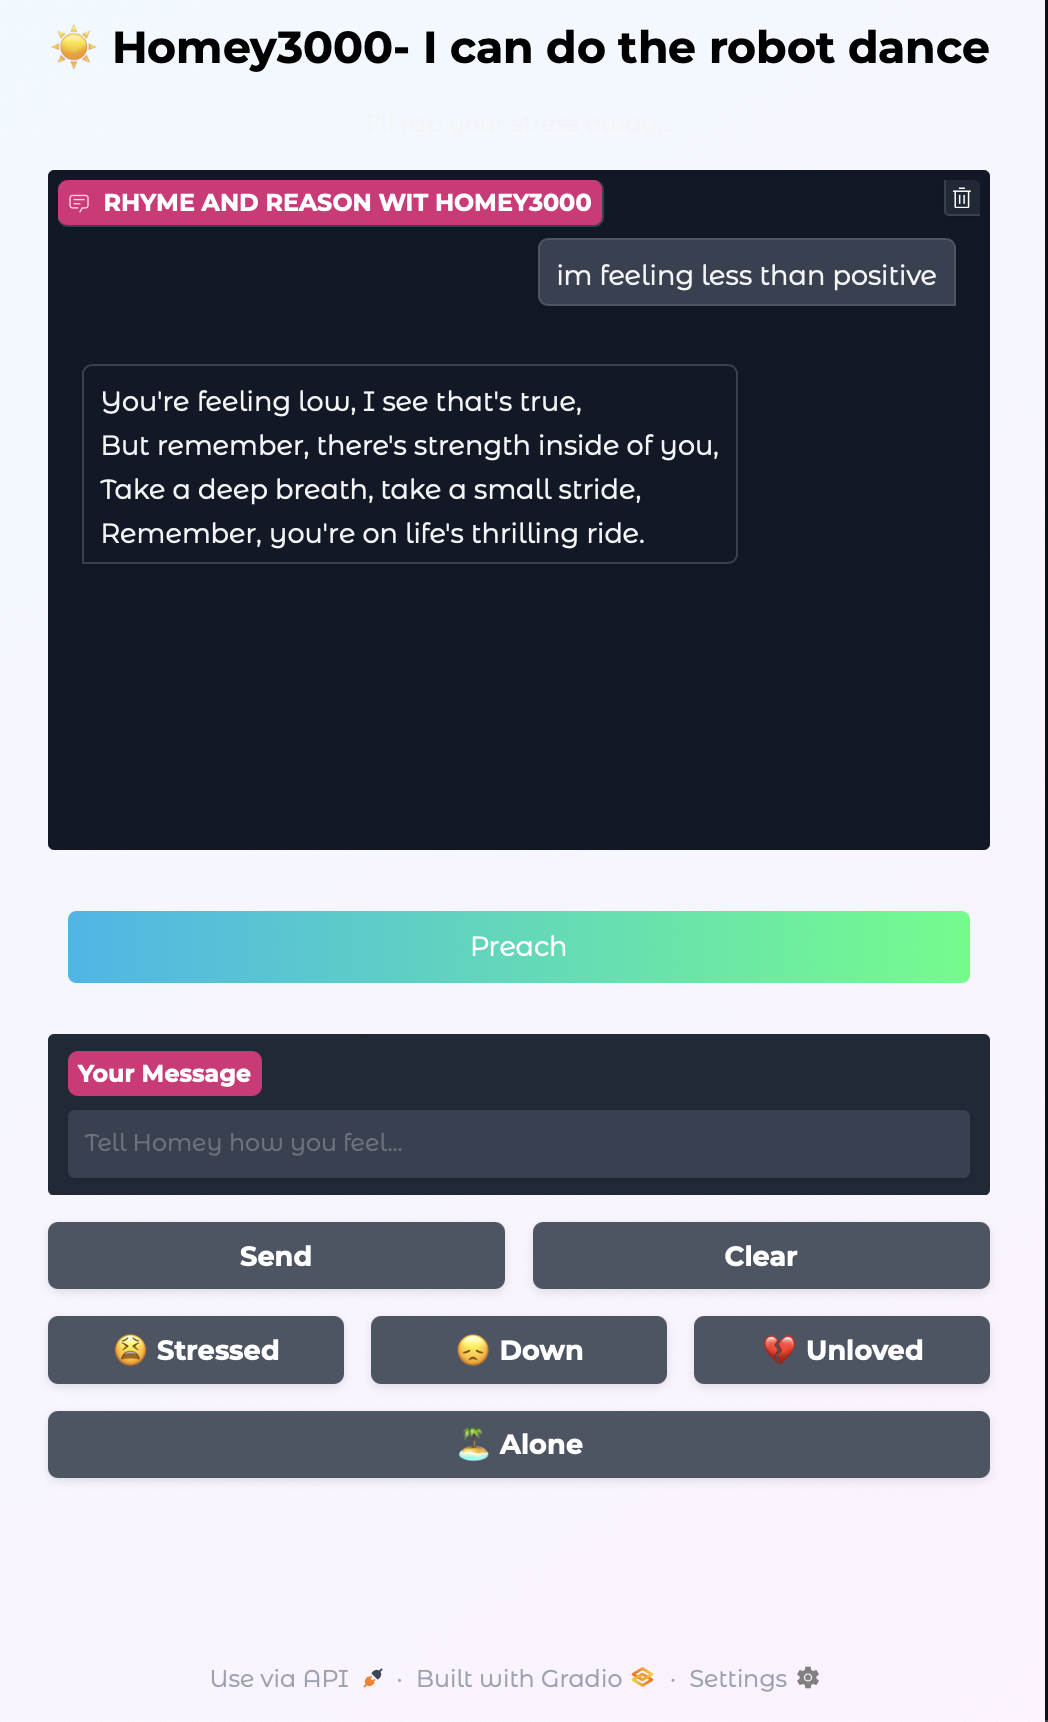 ☀️ Homey3000- I can do the robot dance
I'll rap your stress away...
RHYME AND REASON WIT HOMEY3000
im feeling less than positive
You're feeling low, I see that's true,
But remember, there's strength inside of you,
Take a deep breath, take a small stride,
Remember, you're on life's thrilling ride.
Preach
Your Message
Tell Homey how you feel...
Send
Clear
😫 Stressed
😞 Down
💔 Unloved
🏝️ Alone
Use via API 🚀 · Built with Gradio · Settings ⚙️